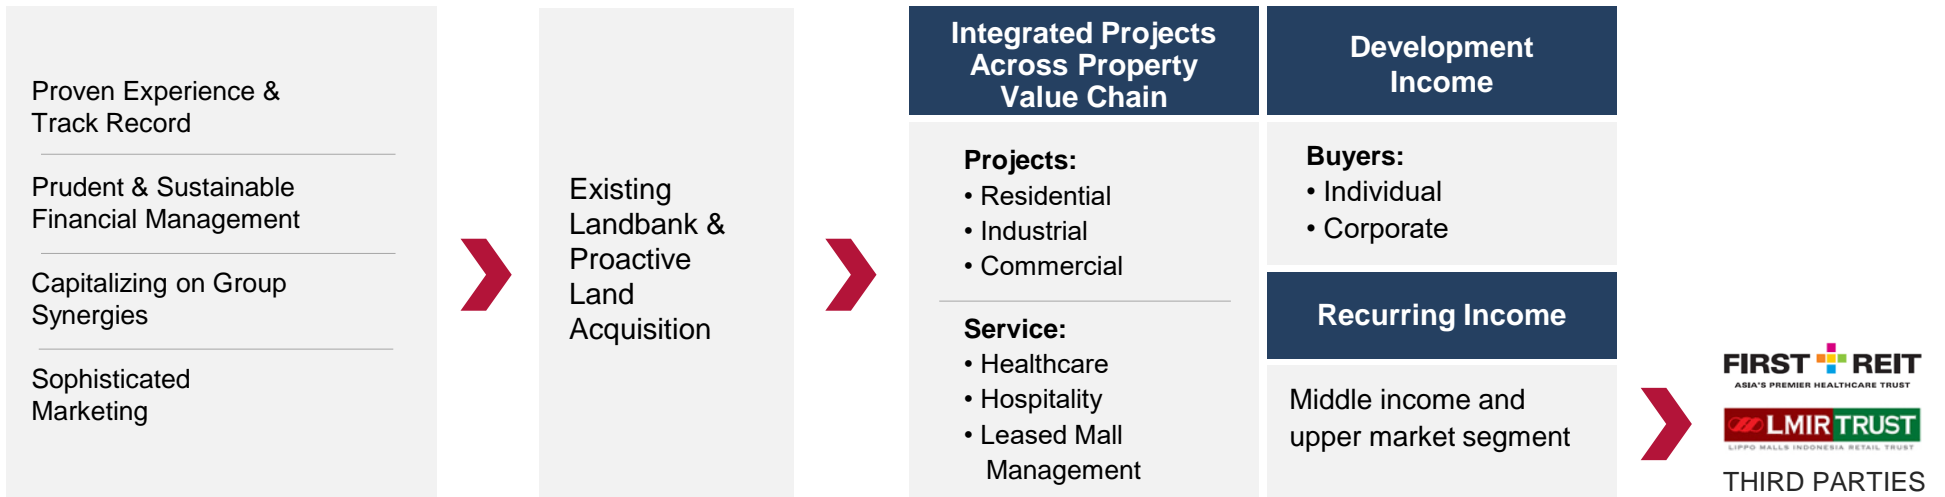 Proven Experience &
Track Record
Prudent & Sustainable
Financial Management
Capitalizing on Group
Synergies
Sophisticated
Marketing
Existing
Landbank &
Proactive
Land
Acquisition
Integrated Projects
Across Property
Value Chain
Projects:
• Residential
• Industrial
• Commercial
Service:
• Healthcare
• Hospitality
• Leased Mall
Management
Development
Income
Buyers:
• Individual
• Corporate
Recurring Income
Middle income and
upper market segment
FIRST REIT
ASIA'S PREMIER HEALTHCARE TRUST
LMIR TRUST
LIPPO MALLS INDONESIA RETAIL TRUST
THIRD PARTIES